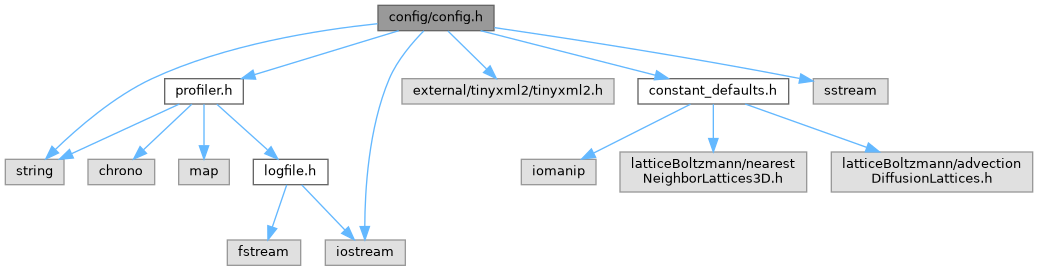 config/config.h
profiler.h
external/tinyxml2/tinyxml2.h
constant_defaults.h
sstream
string
chrono
map
logfile.h
iomanip
latticeBoltzmann/nearest
NeighborLattices3D.h
latticeBoltzmann/advection
DiffusionLattices.h
fstream
iostream